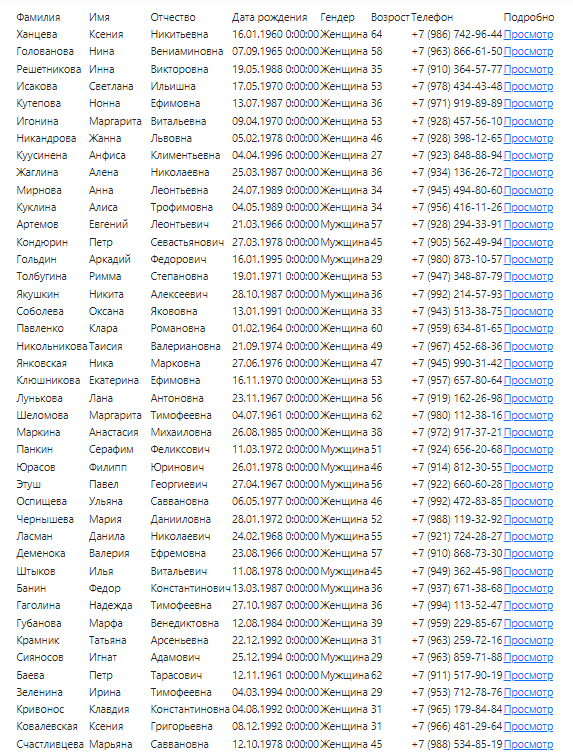 Фамилия Имя Отчество Дата рождения Гендер Возрост Телефон Подробно
Ханцева Ксения Никитьевна 16.01.1960 0:00:00 Женщина 64 +7 (986) 742-96-44 Просмотр
Голованова Нина Вениаминовна 07.09.1965 0:00:00 Женщина 58 +7 (963) 866-61-50 Просмотр
Решетникова Инна Викторовна 19.05.1988 0:00:00 Женщина 35 +7 (910) 364-57-77 Просмотр
Исакова Светлана Ильишна 17.05.1970 0:00:00 Женщина 53 +7 (978) 434-43-48 Просмотр
Кутепова Нонна Ефимовна 13.07.1987 0:00:00 Женщина 36 +7 (971) 919-89-89 Просмотр
Игонина Маргарита Витальевна 09.04.1970 0:00:00 Женщина 53 +7 (928) 457-56-10 Просмотр
Никандрова Жанна Львовна 05.02.1978 0:00:00 Женщина 46 +7 (928) 398-12-65 Просмотр
Куусинена Анфиса Климентьевна 04.04.1996 0:00:00 Женщина 27 +7 (923) 848-88-94 Просмотр
Жаглина Алена Николаевна 25.03.1987 0:00:00 Женщина 36 +7 (934) 136-26-72 Просмотр
Мирнова Анна Леонтьевна 24.07.1989 0:00:00 Женщина 34 +7 (945) 494-80-60 Просмотр
Куклина Алиса Трофимовна 04.05.1989 0:00:00 Женщина 34 +7 (956) 416-11-26 Просмотр
Артемов Евгений Леонтьевич 21.03.1966 0:00:00 Мужщина 57 +7 (928) 294-33-91 Просмотр
Кондюрин Петр Севастьянович 27.03.1978 0:00:00 Мужщина 45 +7 (905) 562-49-94 Просмотр
Гольдин Аркадий Федорович 16.01.1995 0:00:00 Мужщина 29 +7 (980) 873-10-57 Просмотр
Толбугина Римма Степановна 19.01.1971 0:00:00 Женщина 53 +7 (947) 348-87-79 Просмотр
Якушкин Никита Алексеевич 28.10.1987 0:00:00 Мужщина 36 +7 (992) 214-57-93 Просмотр
Соболева Оксана Якововна 13.01.1991 0:00:00 Женщина 33 +7 (943) 513-38-75 Просмотр
Павленко Клара Романовна 01.02.1964 0:00:00 Женщина 60 +7 (959) 634-81-65 Просмотр
Никольникова Таисия Валериановна 21.09.1974 0:00:00 Женщина 49 +7 (967) 452-68-36 Просмотр
Янковская Ника Марковна 27.06.1976 0:00:00 Женщина 47 +7 (945) 990-31-42 Просмотр
Клюшникова Екатерина Ефимовна 16.11.1970 0:00:00 Женщина 53 +7 (957) 657-80-64 Просмотр
Лунькова Лана Антоновна 23.11.1967 0:00:00 Женщина 56 +7 (919) 162-26-98 Просмотр
Шеломова Маргарита Тимофеевна 04.07.1961 0:00:00 Женщина 62 +7 (980) 112-38-16 Просмотр
Маркина Анастасия Михаиловна 26.08.1985 0:00:00 Женщина 38 +7 (972) 917-37-21 Просмотр
Панкин Серафим Феликсович 11.03.1972 0:00:00 Мужщина 51 +7 (924) 656-20-68 Просмотр
Юрасов Филипп Юринович 26.01.1978 0:00:00 Мужщина 46 +7 (914) 812-30-55 Просмотр
Этуш Павел Георгиевич 27.04.1967 0:00:00 Мужщина 56 +7 (922) 660-60-28 Просмотр
Оспищева Ульяна Саввановна 06.05.1977 0:00:00 Женщина 46 +7 (992) 472-83-85 Просмотр
Чернышева Мария Данииловна 28.01.1972 0:00:00 Женщина 52 +7 (988) 119-32-92 Просмотр
Ласман Данила Николаевич 24.02.1968 0:00:00 Мужщина 55 +7 (921) 724-28-27 Просмотр
Деменока Валерия Ефремовна 23.08.1966 0:00:00 Женщина 57 +7 (910) 868-73-30 Просмотр
Штыков Илья Витальевич 11.08.1978 0:00:00 Мужщина 45 +7 (949) 362-45-98 Просмотр
Банин Федор Константинович 13.03.1987 0:00:00 Мужщина 36 +7 (937) 671-38-68 Просмотр
Гаголина Надежда Тимофеевна 27.10.1987 0:00:00 Женщина 36 +7 (994) 113-52-47 Просмотр
Губанова Марфа Венедиктовна 12.08.1984 0:00:00 Женщина 39 +7 (959) 229-85-67 Просмотр
Крамник Татьяна Арсеньевна 22.12.1992 0:00:00 Женщина 31 +7 (963) 259-72-16 Просмотр
Сияносов Игнат Адамович 25.12.1994 0:00:00 Мужщина 29 +7 (963) 859-71-88 Просмотр
Баева Петр Тарасович 12.11.1961 0:00:00 Мужщина 62 +7 (911) 517-90-19 Просмотр
Зеленина Ирина Тимофеевна 04.03.1994 0:00:00 Женщина 29 +7 (953) 712-78-76 Просмотр
Кривонос Клавдия Константиновна 04.08.1992 0:00:00 Женщина 31 +7 (965) 179-84-84 Просмотр
Ковалевская Ксения Григорьевна 08.12.1992 0:00:00 Женщина 31 +7 (966) 481-29-64 Просмотр
Счастливцева Марьяна Саввановна 12.10.1978 0:00:00 Женщина 45 +7 (988) 534-85-19 Просмотр